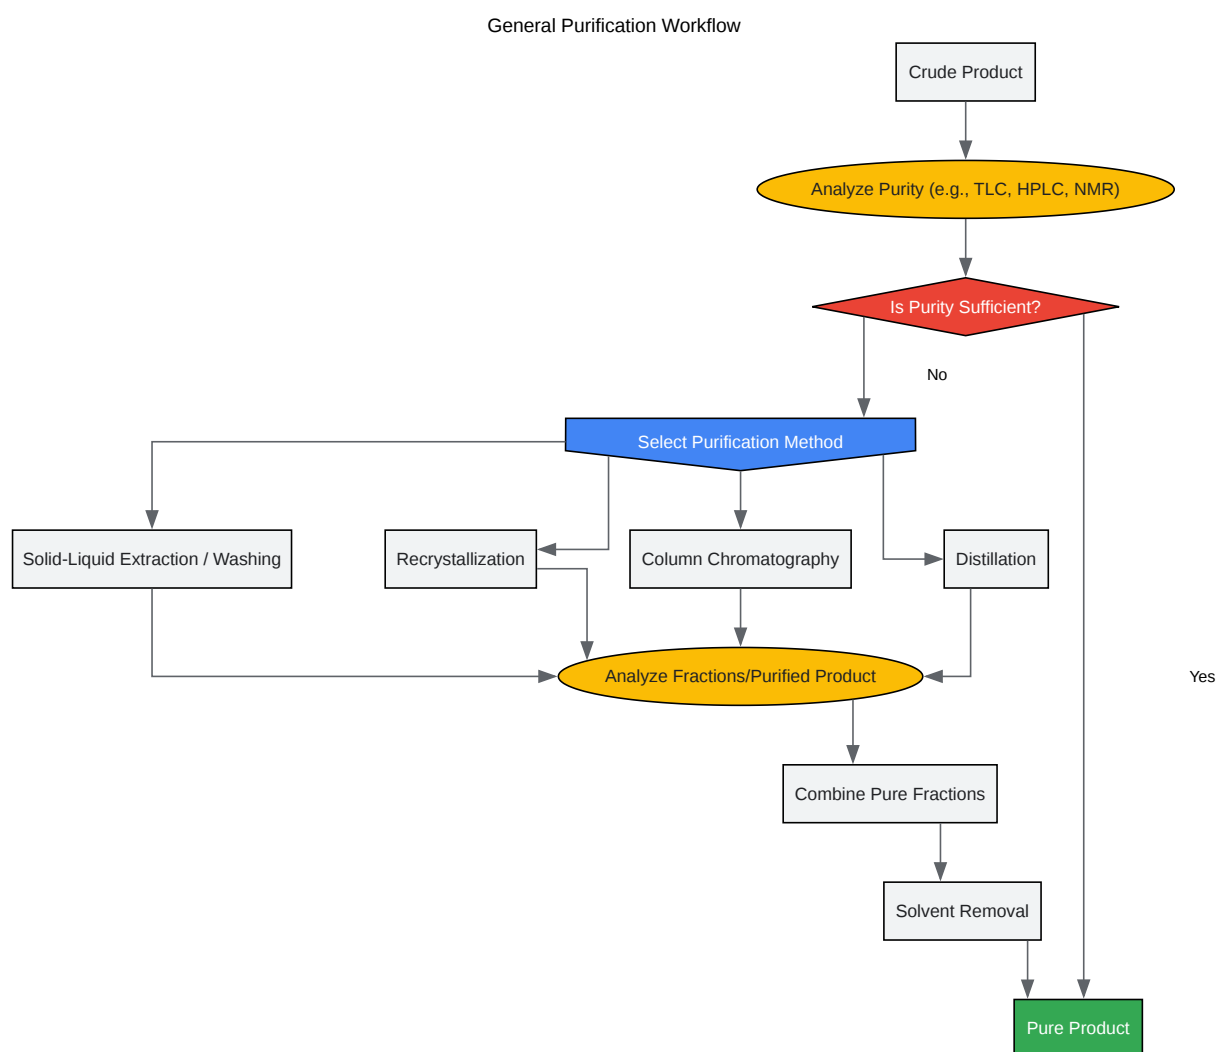 General Purification Workflow
Crude Product
Analyze Purity (e.g., TLC, HPLC, NMR)
Is Purity Sufficient?
No
Select Purification Method
Solid-Liquid Extraction / Washing
Recrystallization
Column Chromatography
Distillation
Analyze Fractions/Purified Product
Yes
Combine Pure Fractions
Solvent Removal
Pure Product